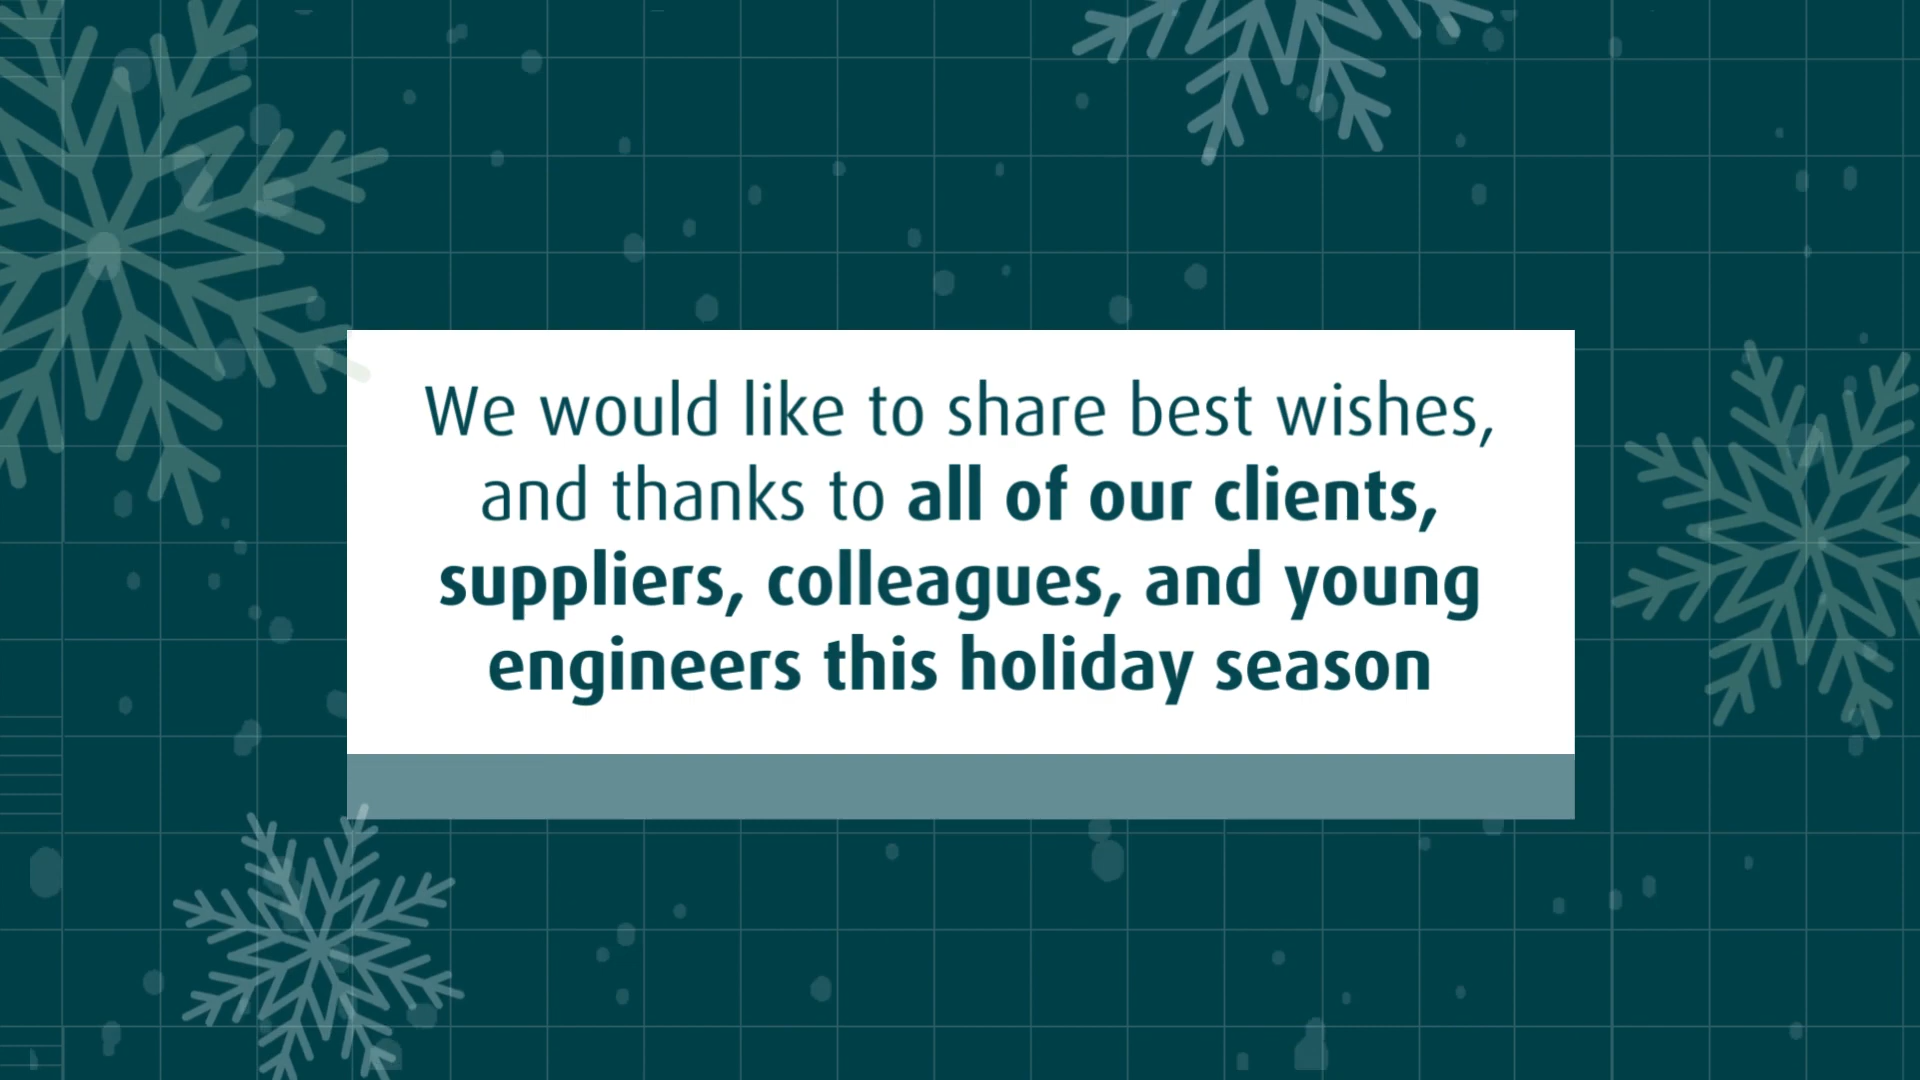 We would like to share best wishes,
and thanks to all of our clients,
suppliers, colleagues, and young
engineers this holiday season